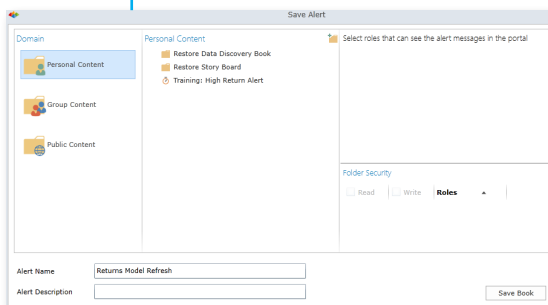 Save Alert
Domain
Personal Content
Group Content
Public Content
Personal Content
Restore Data Discovery Book
Restore Story Board
Training: High Return Alert
Select roles that can see the alert messages in the portal
Folder Security
Read Write Roles
Alert Name Returns Model Refresh
Alert Description
Save Book